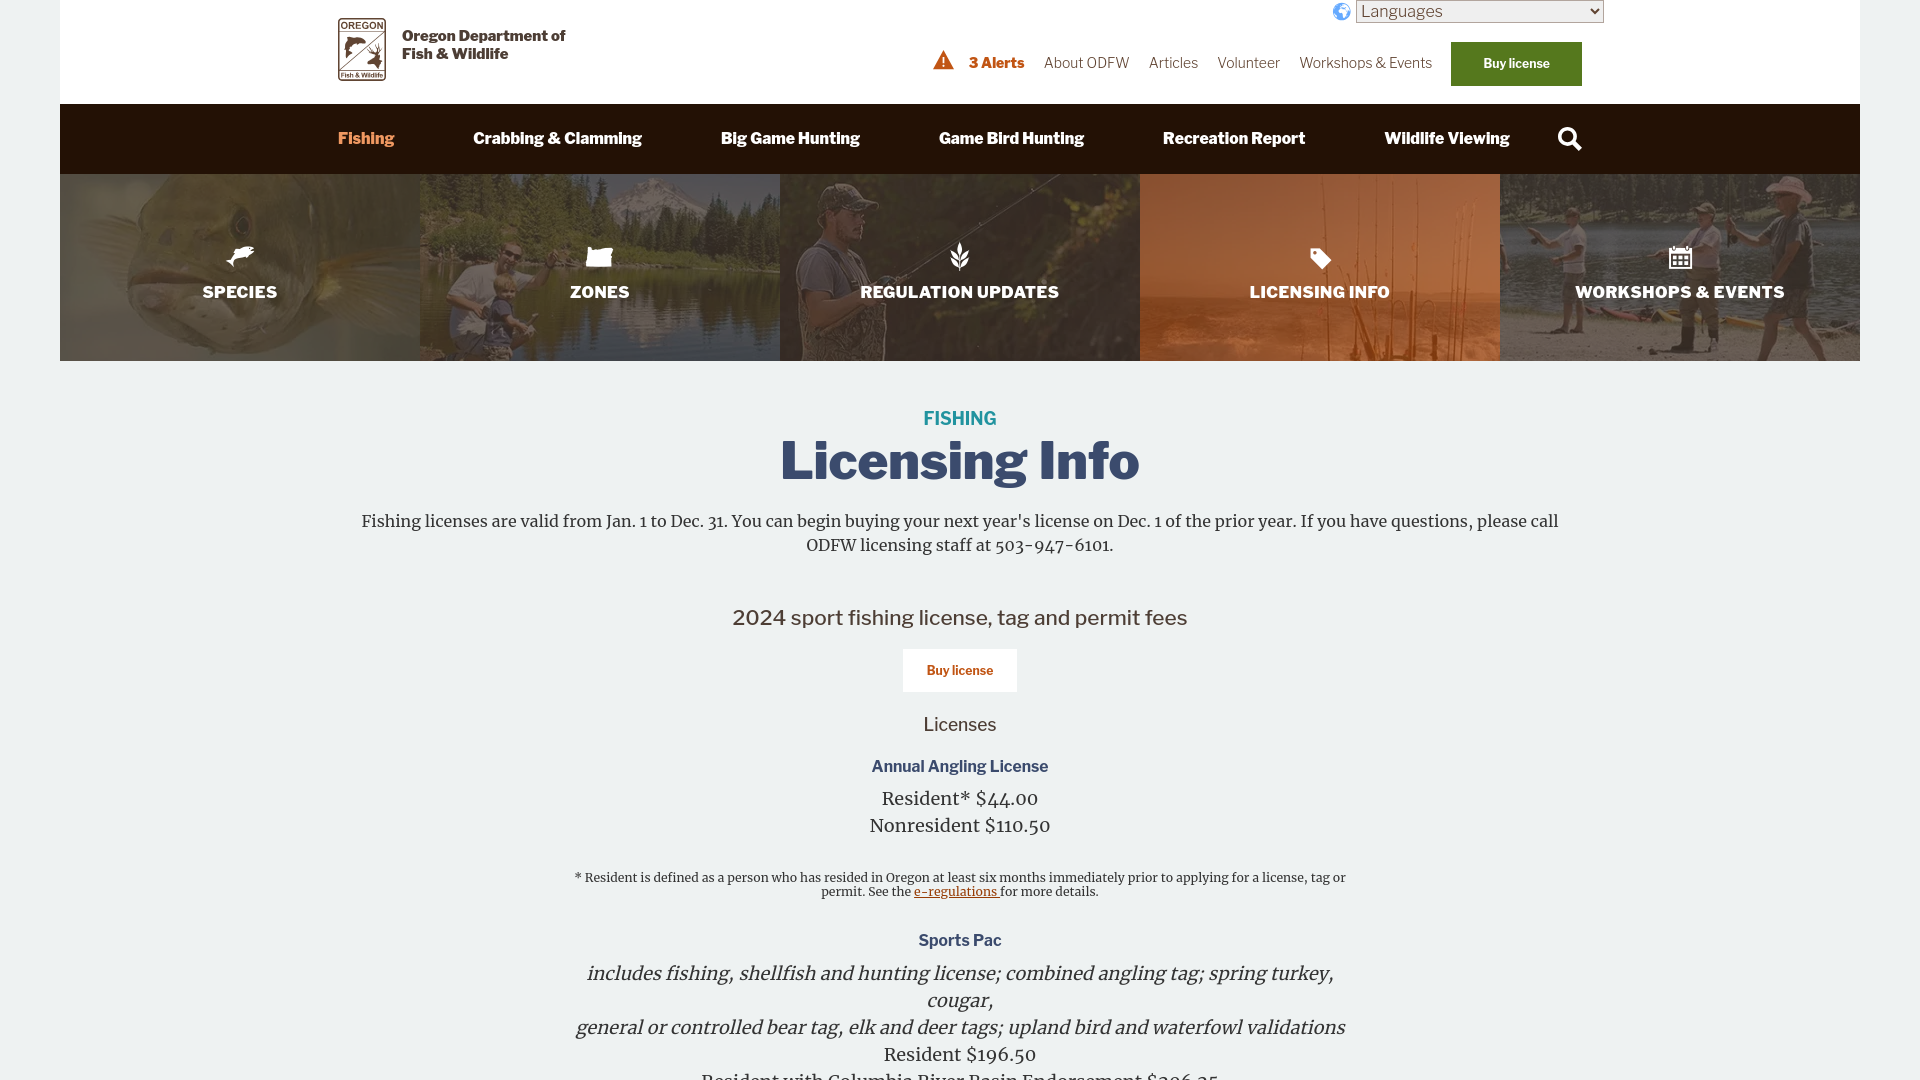 Languages
OREGON
Fish & Wildlife
Oregon Department of
Fish & Wildlife
3 Alerts
About ODFW
Articles
Volunteer
Workshops & Events
Buy license
Fishing
Crabbing & Clamming
Big Game Hunting
Game Bird Hunting
Recreation Report
Wildlife Viewing
SPECIES
ZONES
REGULATION UPDATES
LICENSING INFO
WORKSHOPS & EVENTS
FISHING
Licensing Info
Fishing licenses are valid from Jan. 1 to Dec. 31. You can begin buying your next year's license on Dec. 1 of the prior year. If you have questions, please call
ODFW licensing staff at 503-947-6101.
2024 sport fishing license, tag and permit fees
Buy license
Licenses
Annual Angling License
Resident* $44.00
Nonresident $110.50
* Resident is defined as a person who has resided in Oregon at least six months immediately prior to applying for a license, tag or
permit. See the e-regulations for more details.
Sports Pac
includes fishing, shellfish and hunting license; combined angling tag; spring turkey,
cougar,
general or controlled bear tag, elk and deer tags; upland bird and waterfowl validations
Resident $196.50
Resident with Columbia River Basin Endorsement $206.25